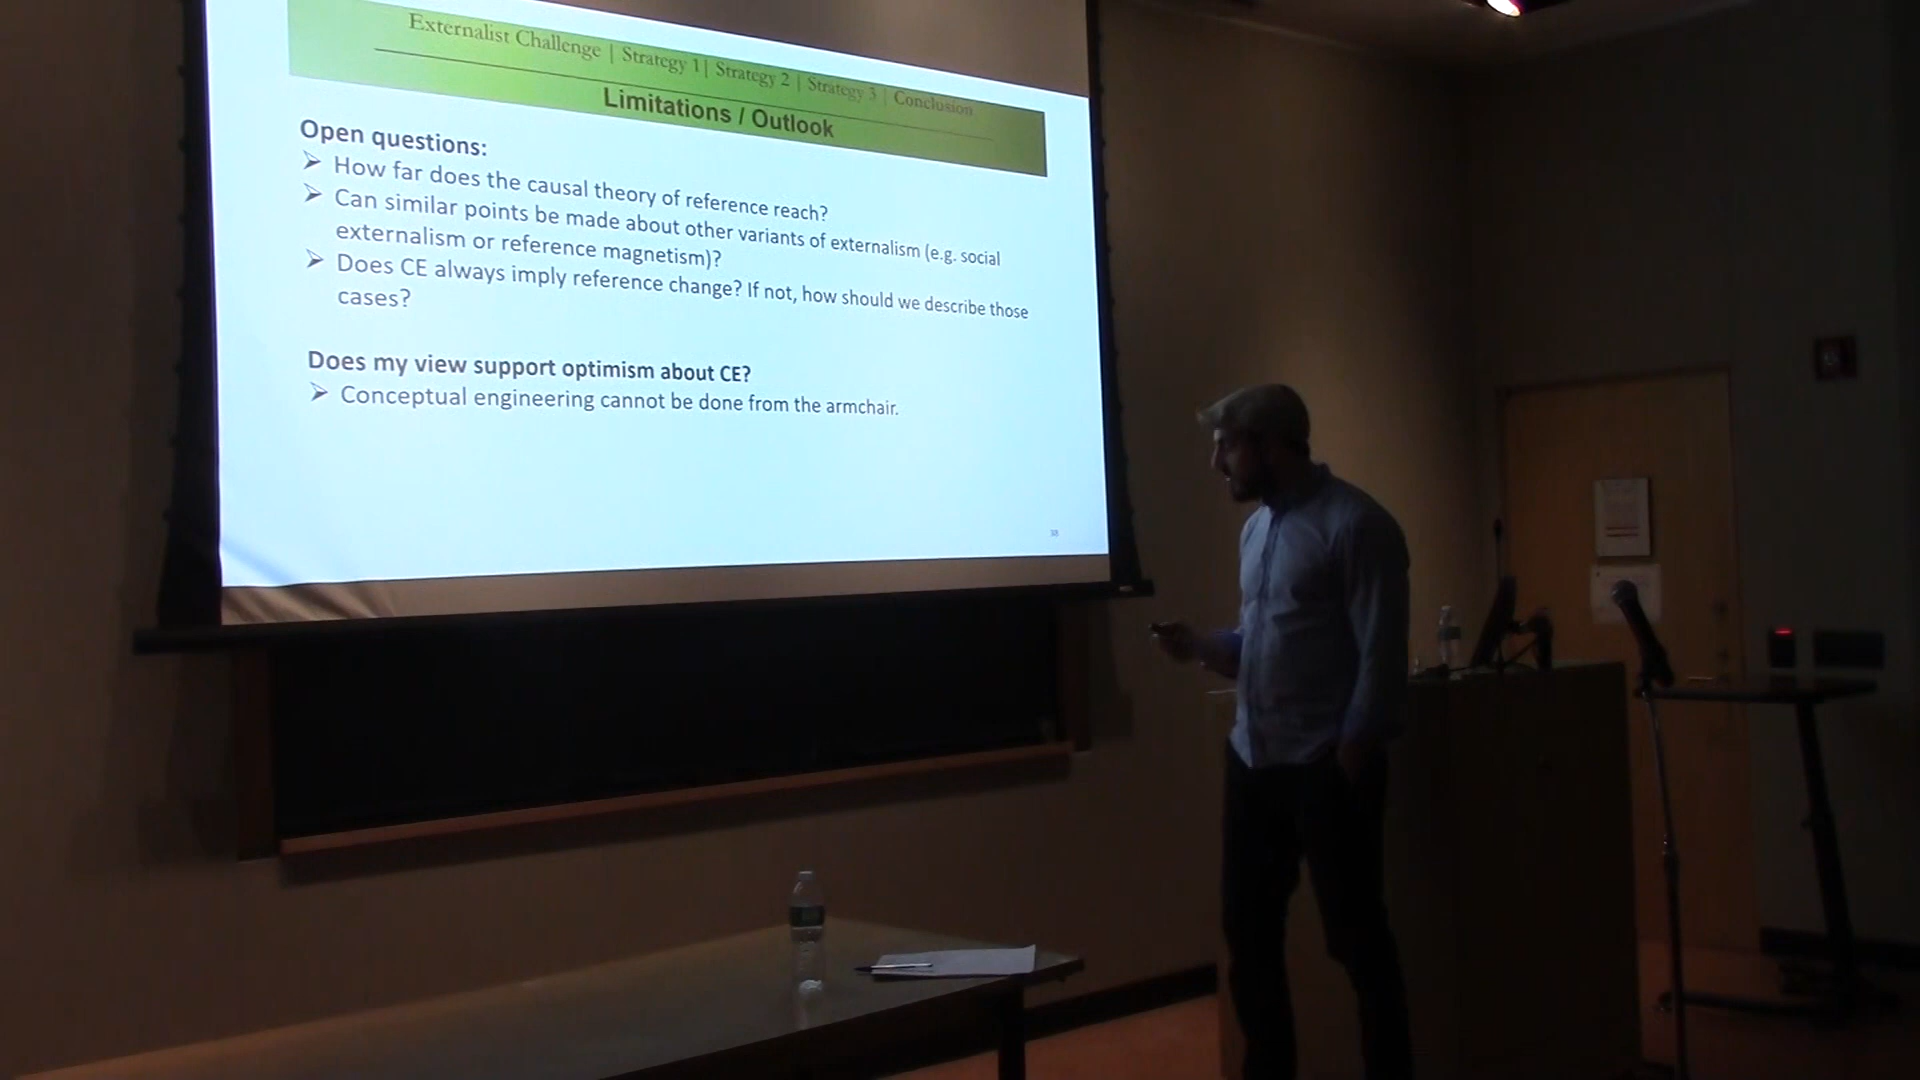 Externalist Challenge | Strategy 1| Strategy 2 | Strategy 3 | Conclusion
Limitations / Outlook
Open questions:
➢ How far does the causal theory of reference reach?
➢ Can similar points be made about other variants of externalism (e.g. social
externalism or reference magnetism)?
➢ Does CE always imply reference change? If not, how should we describe those
cases?
Does my view support optimism about CE?
➢ Conceptual engineering cannot be done from the armchair.